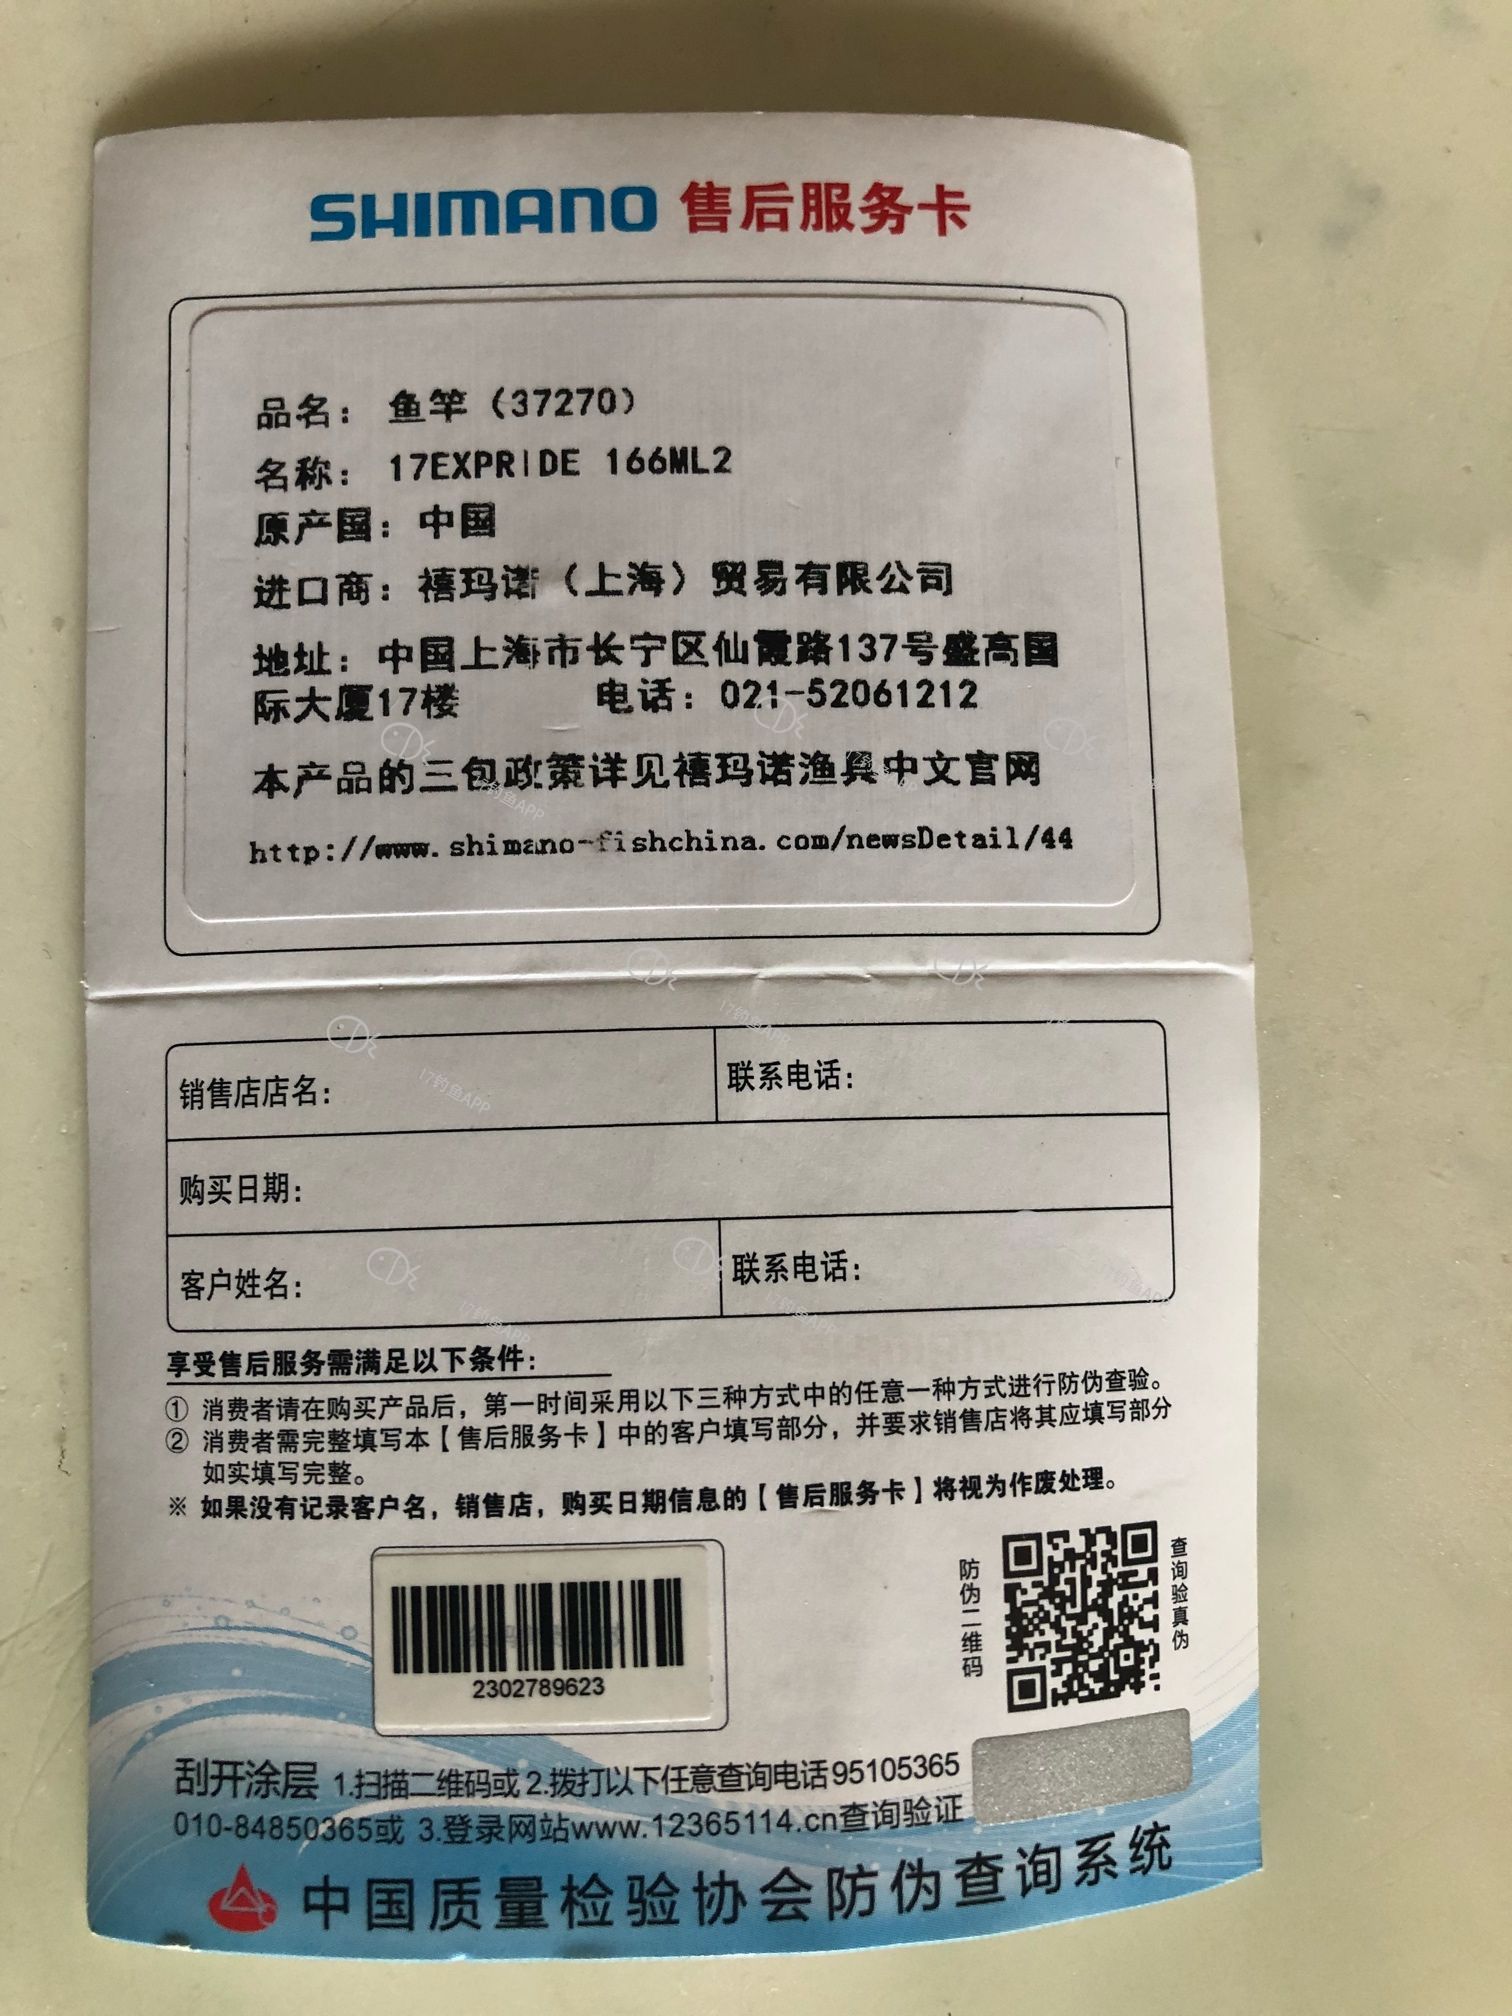 SHIMANO 售后服务卡
品名： 鱼竿（37270）
名称： 17EXPRIDE 166ML2
原产国：中国
进口商：禧玛诺（上海）贸易有限公司
地址：中国上海市长宁区仙霞路137号盛高国
际大厦17楼 电话：021-52061212
本产品的三包政策详见禧玛诺渔具中文官网
http://www.shimano-fishchina.com/newsDetail/44
销售店店名： 联系电话：
购买日期：
客户姓名： 联系电话：
享受售后服务需满足以下条件：
① 消费者请在购买产品后，第一时间采用以下三种方式中的任意一种方式进行防伪查验。
② 消费者需完整填写本【售后服务卡】中的客户填写部分，并要求销售店将其应填写部分
如实填写完整。
※ 如果没有记录客户名，销售店，购买日期信息的【售后服务卡】将视为作废处理。
2302789623
防伪二维码
查询验真伪
刮开涂层 1.扫描二维码或 2.拨打以下任意查询电话95105365
010-84850365或 3.登录网站www.12365114.cn查询验证
中国质量检验协会防伪查询系统
17钓鱼APP